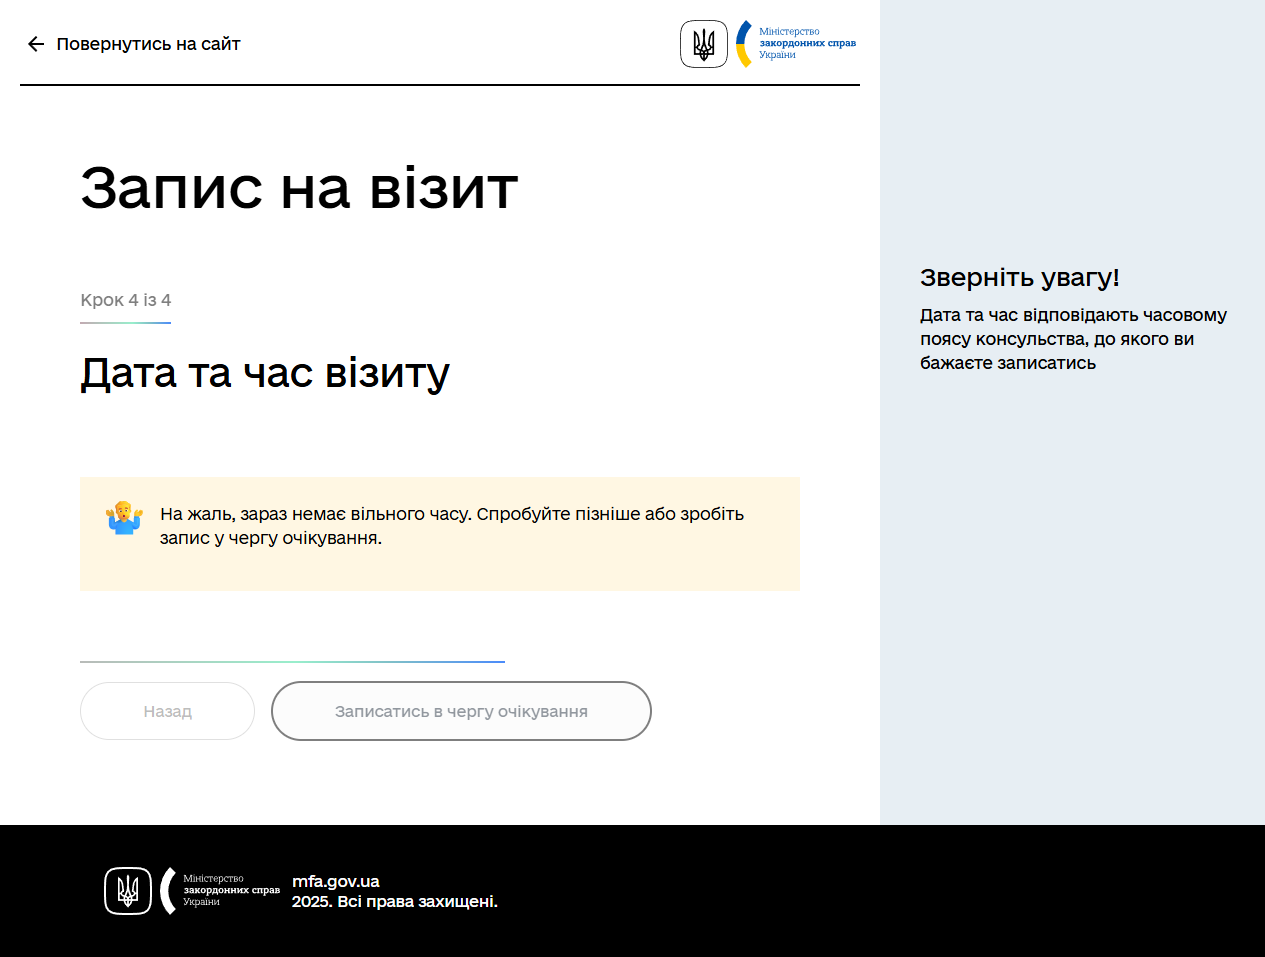 Повернутись на сайт
Міністерство
закордонних справ
України
Запис на візит
Крок 4 із 4
Дата та час візиту
На жаль, зараз немає вільного часу. Спробуйте пізніше або зробіть
запис у чергу очікування.
Назад
Записатись в чергу очікування
Зверніть увагу!
Дата та час відповідають часовому
поясу консульства, до якого ви
бажаєте записатись
Міністерство
закордонних справ
України
mfa.gov.ua
2025. Всі права захищені.